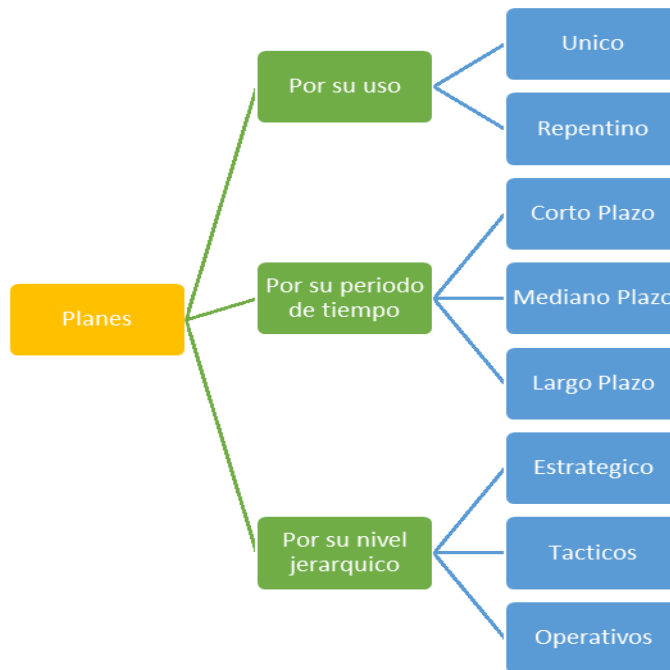 Planes
Por su uso
Unico
Repentino
Por su periodo
de tiempo
Corto Plazo
Mediano Plazo
Largo Plazo
Por su nivel
jerarquico
Estrategico
Tacticos
Operativos